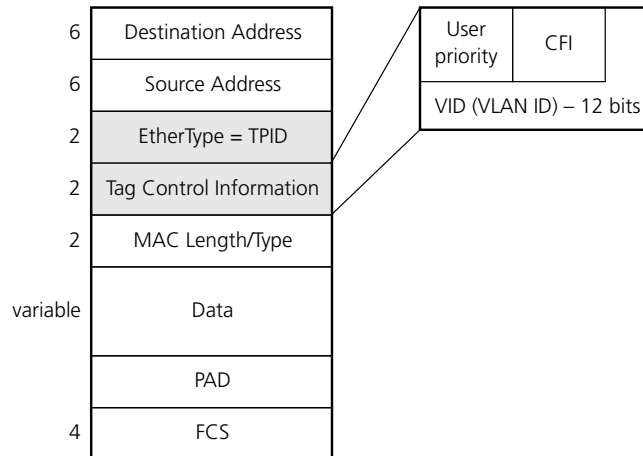 6 Destination Address
6 Source Address
2 EtherType = TPID
2 Tag Control Information
2 MAC Length/Type
variable Data
PAD
4 FCS
User
priority
CFI
VID (VLAN ID) – 12 bits